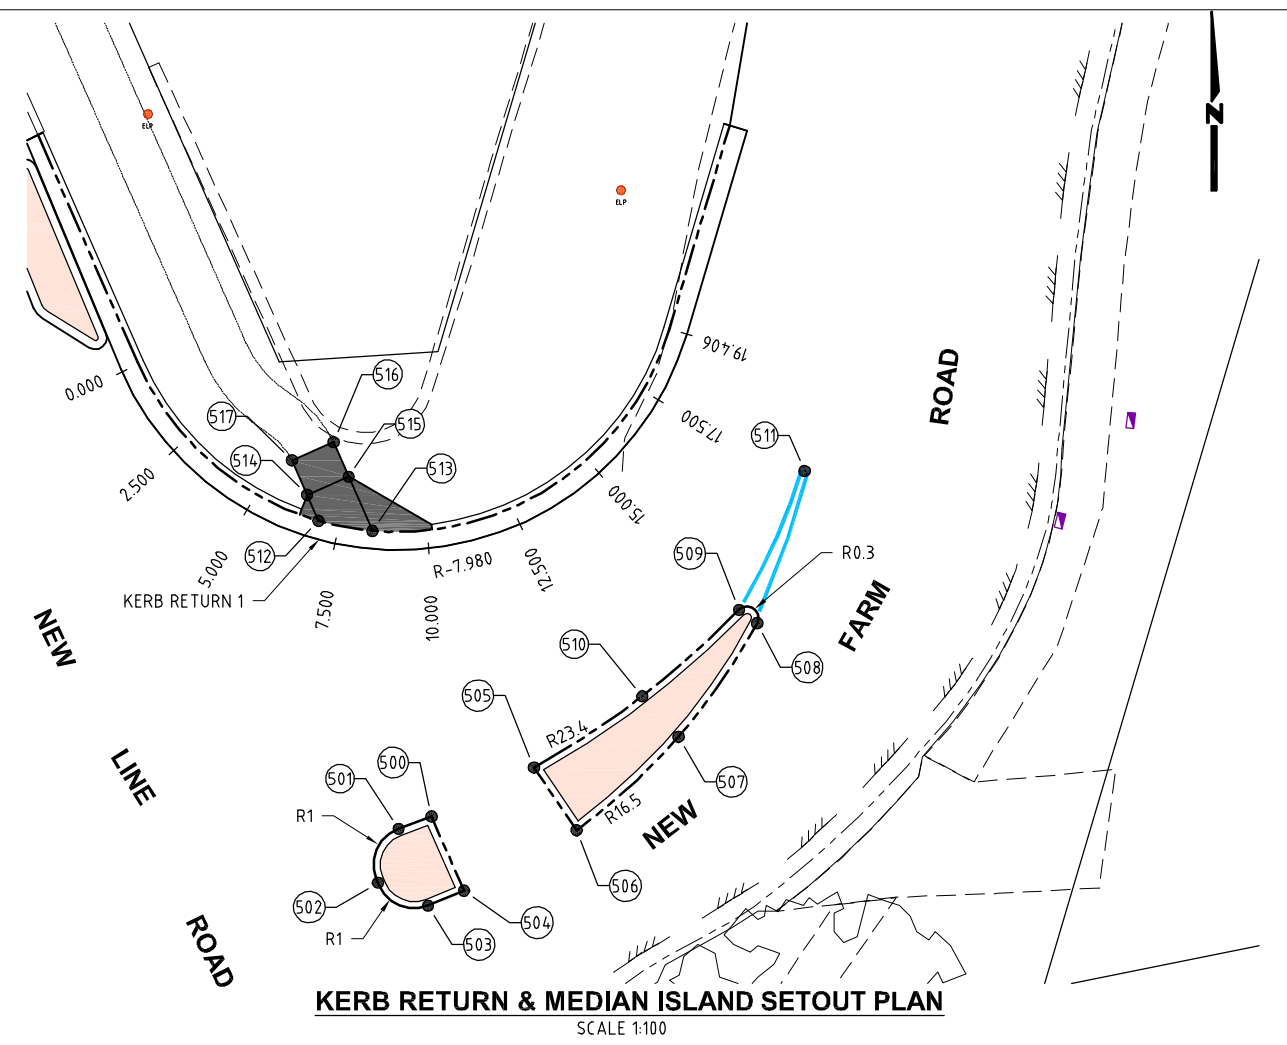 N
ELP
ELP
516
517
515
514
513
512
0.000
2.500
5.000
7.500
10.000
12.500
15.000
17.500
19.406
R-7.980
KERB RETURN 1
511
509
R0.3
510
508
505
R23.4
507
R16.5
506
500
501
R1
502
R1
503
504
NEW
LINE
ROAD
NEW
FARM
ROAD
KERB RETURN & MEDIAN ISLAND SETOUT PLAN
SCALE 1:100